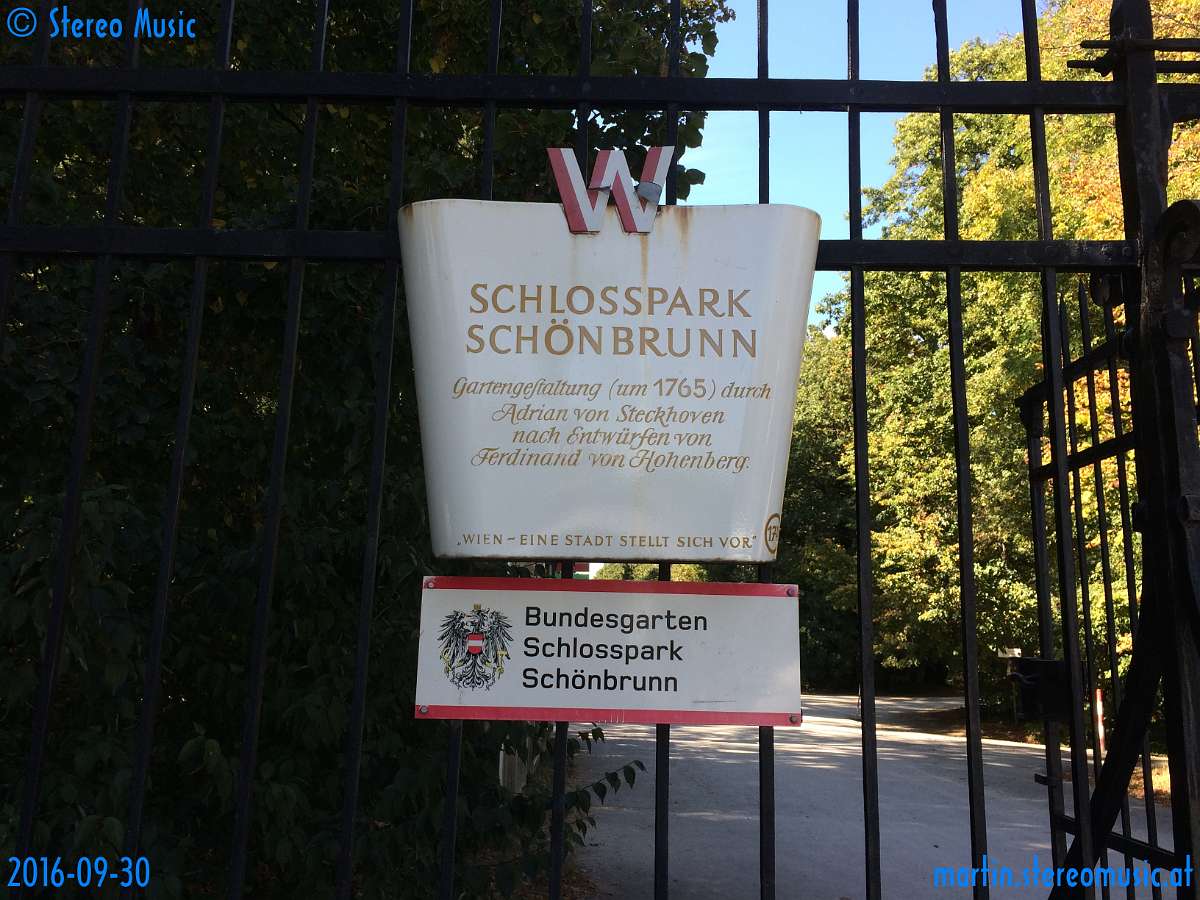 © Stereo Music
W
SCHLOSSPARK
SCHÖNBRUNN
Gartengestaltung (um 1765) durch
Adrian von Steckhoven
nach Entwürfen von
Ferdinand von Hohenberg.
„WIEN – EINE STADT STELLT SICH VOR"
Bundesgarten
Schlosspark
Schönbrunn
2016-09-30
martin.stereomusic.at